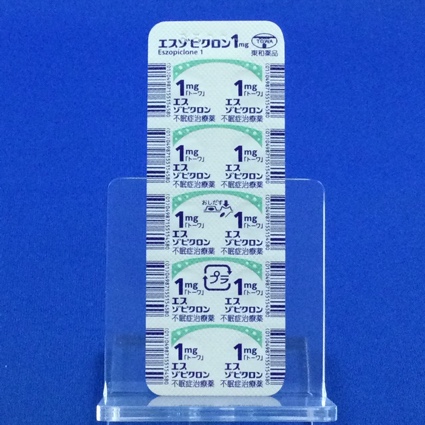 エスゾピクロン1mg
Eszopiclone 1
TOWA
東和薬品
1mg 1mg
「トーワ」 「トーワ」
エス エス
ゾピクロン ゾピクロン
不眠症治療薬 不眠症治療薬
1mg 1mg
「トーワ」 「トーワ」
エス エス
ゾピクロン ゾピクロン
不眠症治療薬 不眠症治療薬
おしだす
1mg 1mg
「トーワ」 「トーワ」
エス エス
ゾピクロン ゾピクロン
不眠症治療薬 不眠症治療薬
プラ
1mg 1mg
「トーワ」 「トーワ」
エス エス
ゾピクロン ゾピクロン
不眠症治療薬 不眠症治療薬
1mg 1mg
「トーワ」 「トーワ」
エス エス
ゾピクロン ゾピクロン
不眠症治療薬 不眠症治療薬